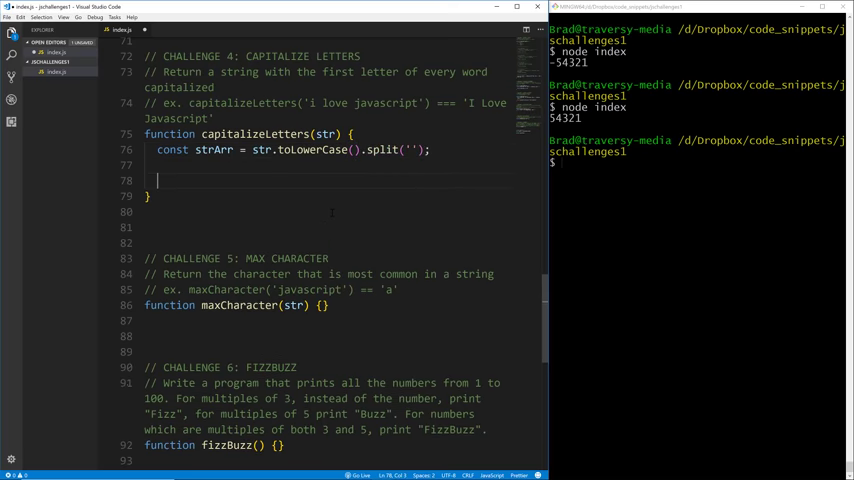 index.js - jschallenges1 - Visual Studio Code
File Edit Selection View Go Debug Tasks Help
EXPLORER
OPEN EDITORS 1 UNSAVED
index.js
JSCHALLENGES1
index.js
index.js
71
72 // CHALLENGE 4: CAPITALIZE LETTERS
73 // Return a string with the first letter of every word
capitalized
74 // ex. capitalizeLetters('i love javascript') === 'I Love
Javascript'
75 function capitalizeLetters(str) {
76 const strArr = str.toLowerCase().split('');
77
78
79 }
80
81
82
83 // CHALLENGE 5: MAX CHARACTER
84 // Return the character that is most common in a string
85 // ex. maxCharacter('javascript') == 'a'
86 function maxCharacter(str) {}
87
88
89
90 // CHALLENGE 6: FIZZBUZZ
91 // Write a program that prints all the numbers from 1 to
100. For multiples of 3, instead of the number, print
"Fizz", for multiples of 5 print "Buzz". For numbers
which are multiples of both 3 and 5, print "FizzBuzz".
92 function fizzBuzz() {}
93
0 0 Go Live Ln 78, Col 3 Spaces: 2 UTF-8 CRLF JavaScript Prettier
MINGW64:/d/Dropbox/code_snippets/jschallenges1
Brad@traversy-media /d/Dropbox/code_snippets/j
schallenges1
$ node index
-54321
Brad@traversy-media /d/Dropbox/code_snippets/j
schallenges1
$ node index
54321
Brad@traversy-media /d/Dropbox/code_snippets/j
schallenges1
$